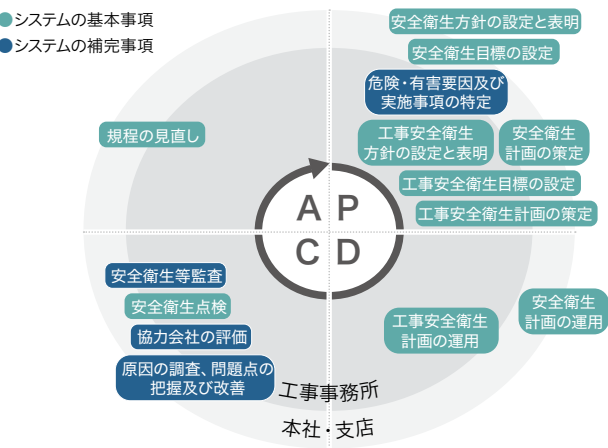 システムの基本事項
システムの補完事項
安全衛生方針の設定と表明
安全衛生目標の設定
危険・有害要因及び
実施事項の特定
規程の見直し
工事安全衛生
方針の設定と表明
安全衛生
計画の策定
工事安全衛生目標の設定
工事安全衛生計画の策定
A P
C D
安全衛生等監査
安全衛生点検
協力会社の評価
原因の調査、問題点の
把握及び改善
工事安全衛生
計画の運用
安全衛生
計画の運用
工事事務所
本社・支店